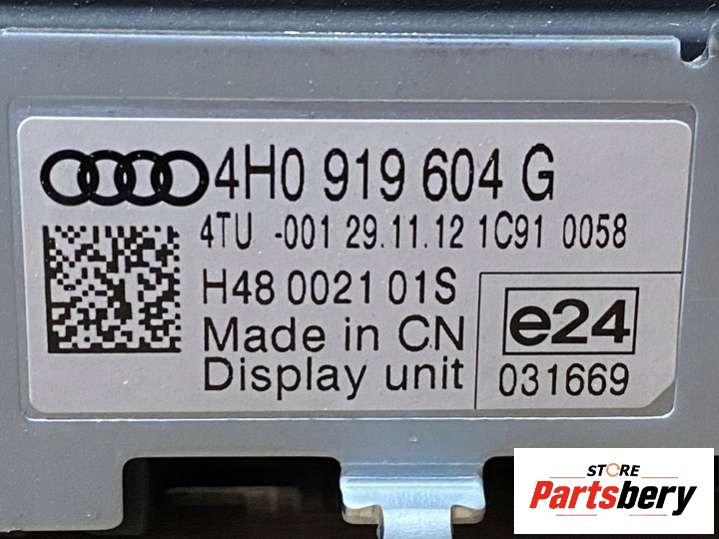 4H0 919 604 G
4TU -001 29.11.12 1C91 0058
H48 0021 01S
Made in CN
Display unit
e24
031669
STORE
Partsbery